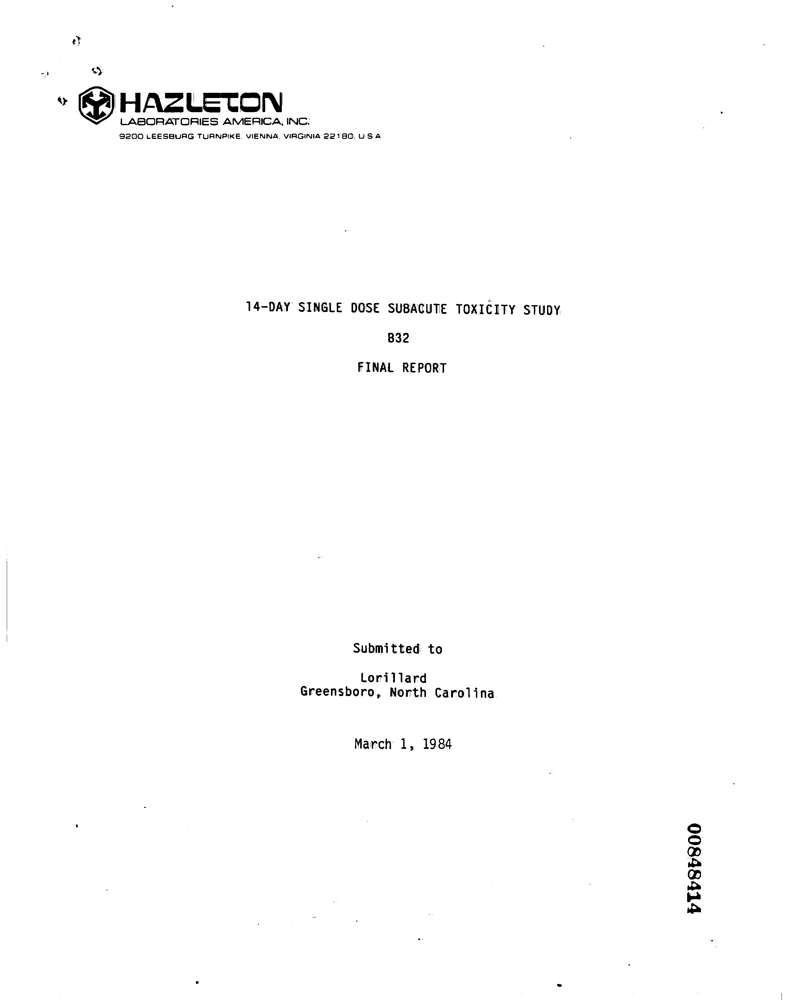 HAZLETON
LABORATORIES AMERICA, INC.
9200 LEESBURG TURNPIKE, VIENNA, VIRGINIA 22180, U S A
14-DAY SINGLE DOSE SUBACUTE TOXICITY STUDY
B32
FINAL REPORT
Submitted to
Lorillard
Greensboro, North Carolina
March 1, 1984
00848414